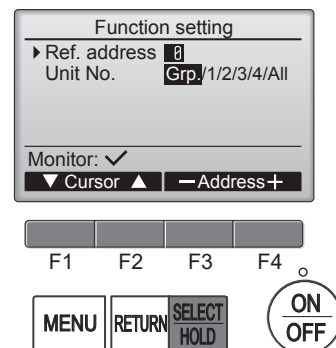 Function setting
Ref. address 0
Unit No. Grp./1/2/3/4/All
Monitor: ✓
▼ Cursor ▲ −Address+
F1 F2 F3 F4
MENU RETURN SELECT HOLD ON OFF